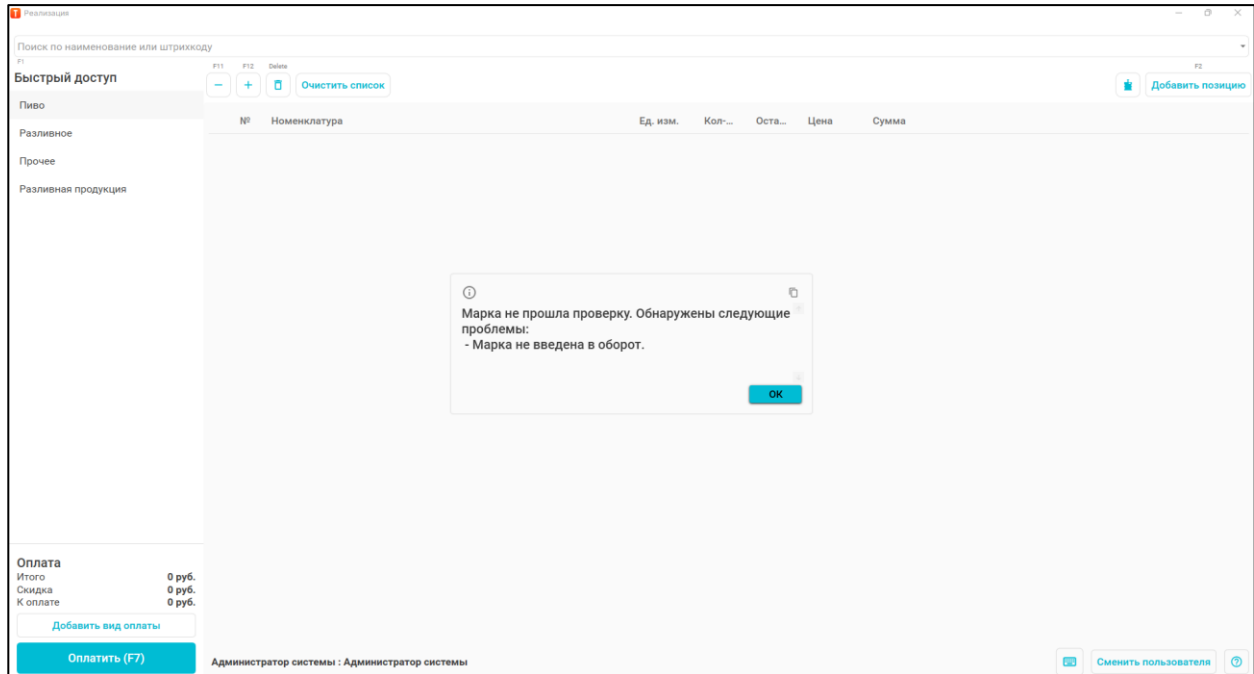 Реализация
Поиск по наименование или штрихкоду
F1
Быстрый доступ
Пиво
Разливное
Прочее
Разливная продукция
F11 F12 Delete
Очистить список
F2
Добавить позицию
№ Номенклатура Ед. изм. Кол-... Оста... Цена Сумма
Марка не прошла проверку. Обнаружены следующие
проблемы:
- Марка не введена в оборот.
ОК
Оплата
Итого 0 руб.
Скидка 0 руб.
К оплате 0 руб.
Добавить вид оплаты
Оплатить (F7)
Администратор системы : Администратор системы
Сменить пользователя